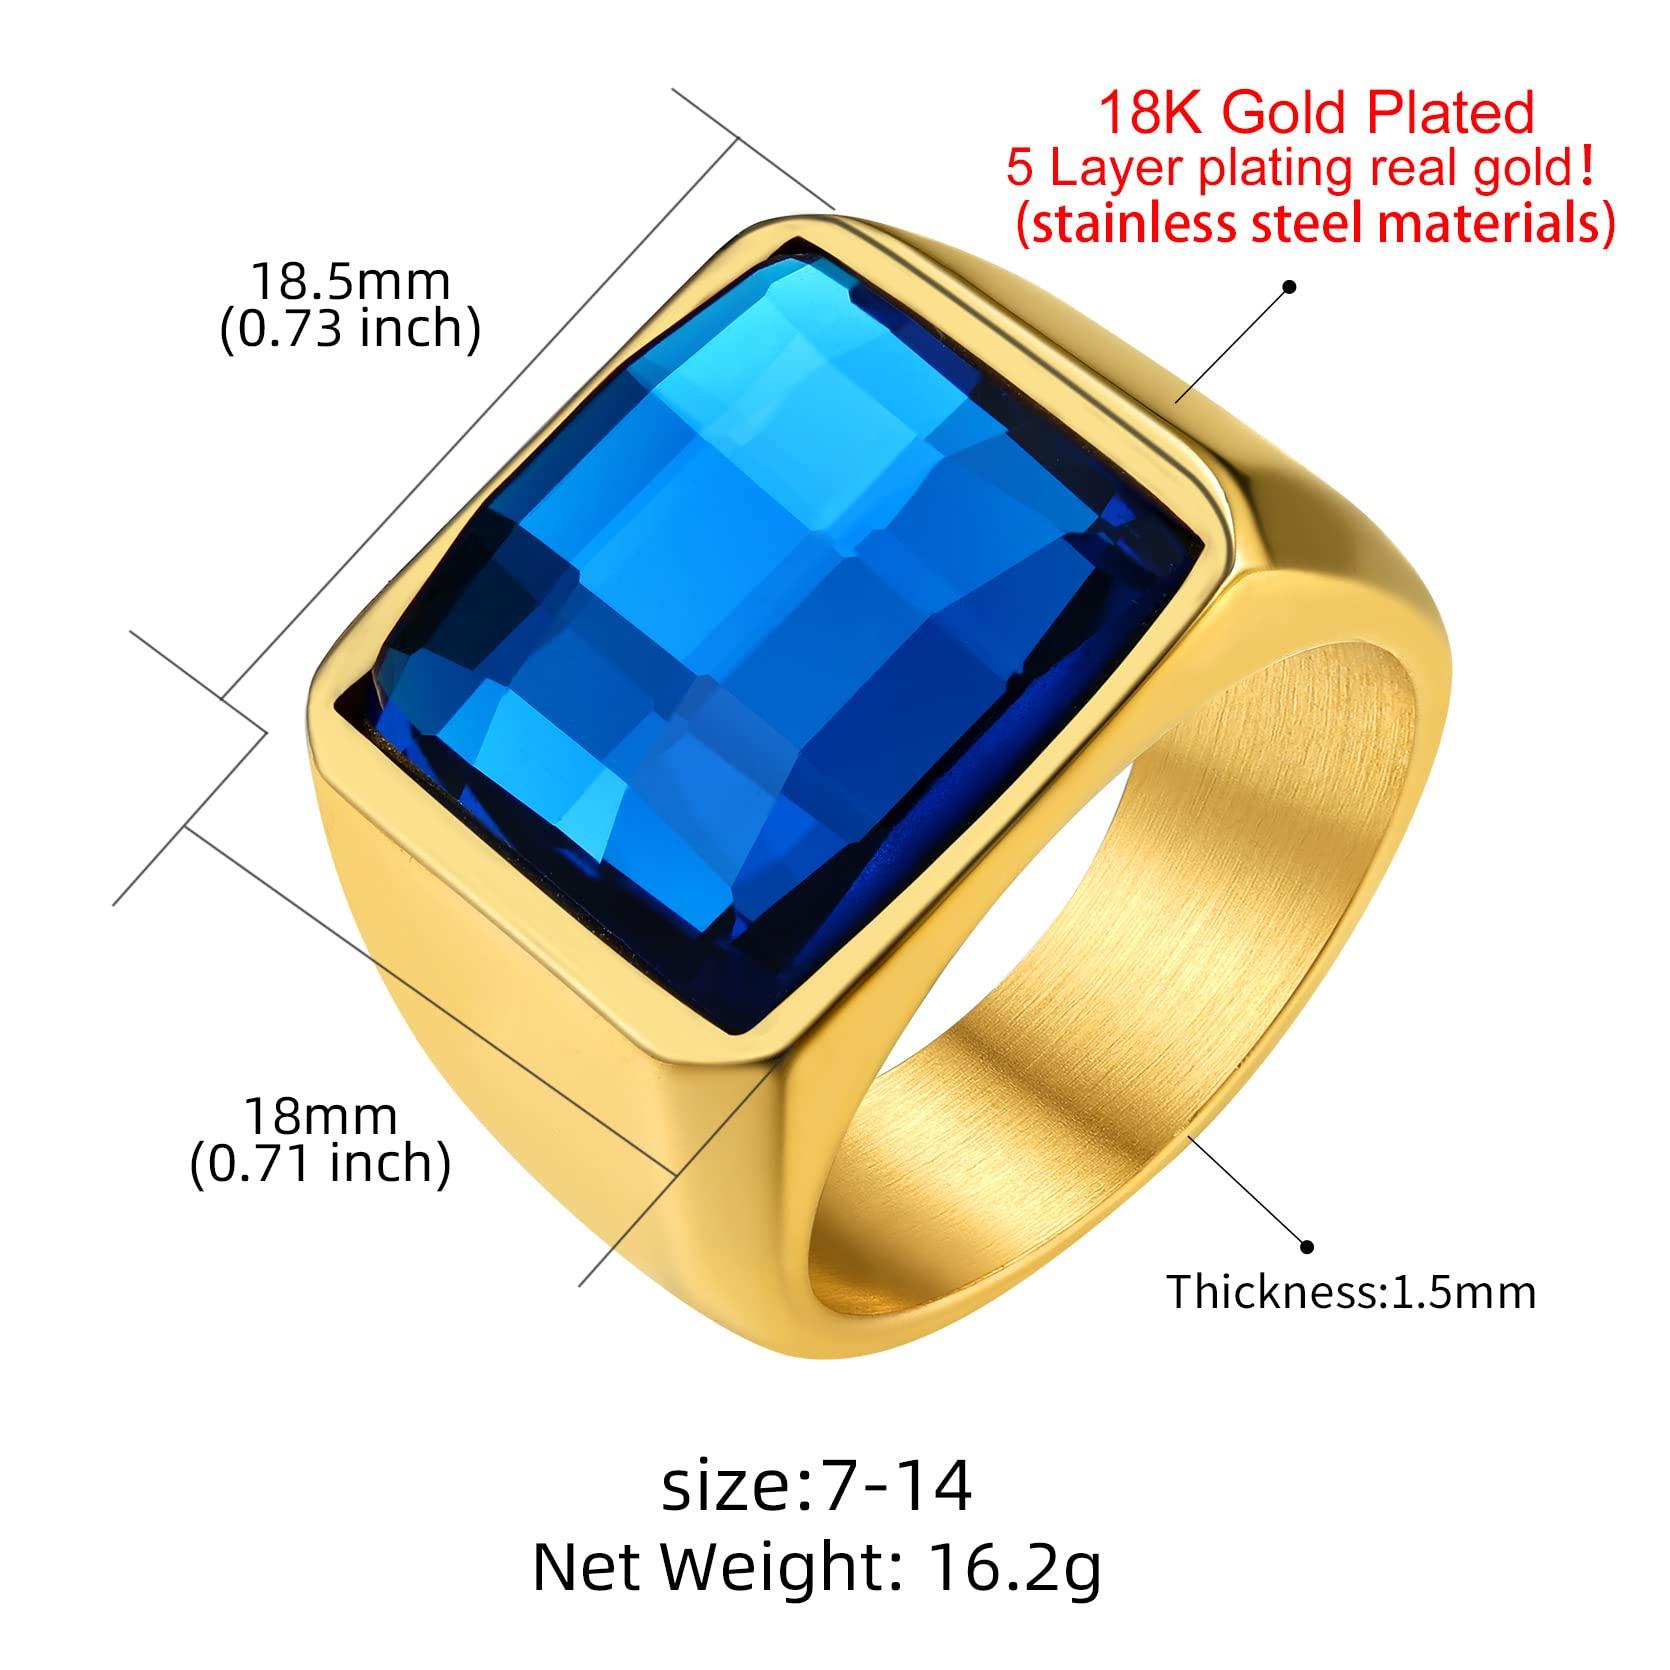 18K Gold Plated
5 Layer plating real gold!
(stainless steel materials)
18.5mm
(0.73 inch)
18mm
(0.71 inch)
Thickness:1.5mm
size:7-14
Net Weight: 16.2g